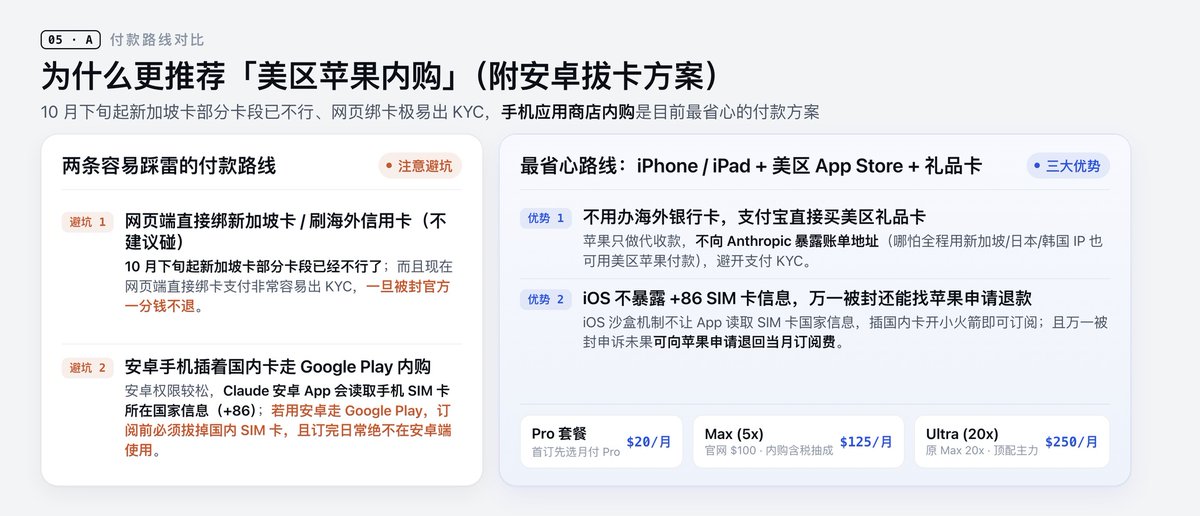 05 · A 付款路线对比
为什么更推荐「美区苹果内购」（附安卓拔卡方案）
10 月下旬起新加坡卡部分卡段已不行、网页绑卡极易出 KYC，手机应用商店内购是目前最省心的付款方案
两条容易踩雷的付款路线
• 注意避坑
避坑 1
网页端直接绑新加坡卡 / 刷海外信用卡（不
建议碰）
10 月下旬起新加坡卡部分卡段已经不行了；而且现在
网页端直接绑卡支付非常容易出 KYC，一旦被封官方
一分钱不退。
避坑 2
安卓手机插着国内卡走 Google Play 内购
安卓权限较松，Claude 安卓 App 会读取手机 SIM 卡
所在国家信息（+86）；若用安卓走 Google Play，订
阅前必须拔掉国内 SIM 卡，且订完日常绝不在安卓端
使用。
最省心路线：iPhone / iPad + 美区 App Store + 礼品卡
• 三大优势
优势 1
不用办海外银行卡，支付宝直接买美区礼品卡
苹果只做代收款，不向 Anthropic 暴露账单地址（哪怕全程用新加坡/日本/韩国 IP 也
可用美区苹果付款），避开支付 KYC。
优势 2
iOS 不暴露 +86 SIM 卡信息，万一被封还能找苹果申请退款
iOS 沙盒机制不让 App 读取 SIM 卡国家信息，插国内卡开小火箭即可订阅；且万一被
封申诉未果可向苹果申请退回当月订阅费。
Pro 套餐
首订先选月付 Pro
$20/月
Max (5x)
官网 $100 · 内购含税抽成
$125/月
Ultra (20x)
原 Max 20x · 顶配主力
$250/月